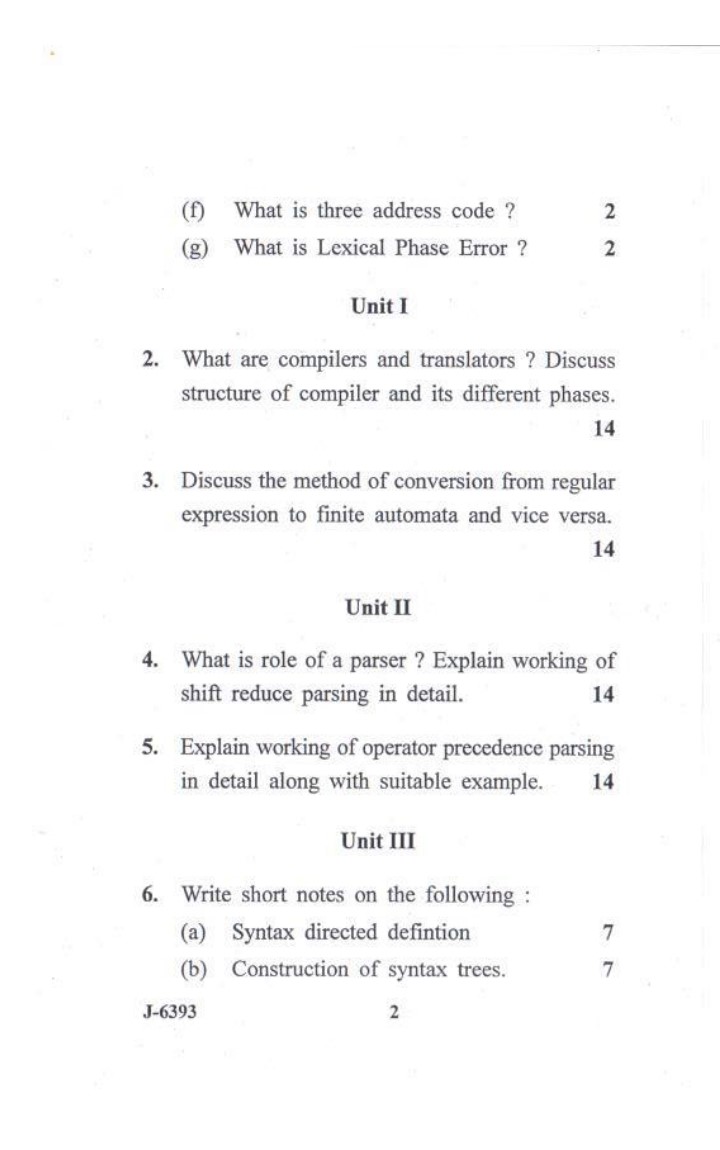 (f) What is three address code ? 2
(g) What is Lexical Phase Error ? 2
Unit I
2. What are compilers and translators ? Discuss
structure of compiler and its different phases.
14
3. Discuss the method of conversion from regular
expression to finite automata and vice versa.
14
Unit II
4. What is role of a parser ? Explain working of
shift reduce parsing in detail. 14
5. Explain working of operator precedence parsing
in detail along with suitable example. 14
Unit III
6. Write short notes on the following :
(a) Syntax directed defintion 7
(b) Construction of syntax trees. 7
J-6393 2